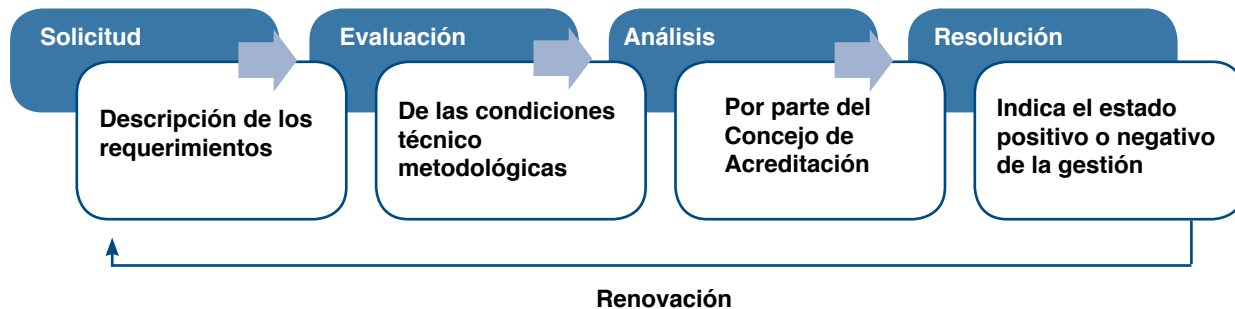 Solicitud
Descripción de los
requerimientos
Evaluación
De las condiciones
técnico
metodológicas
Análisis
Por parte del
Concejo de
Acreditación
Resolución
Indica el estado
positivo o negativo
de la gestión
Renovación